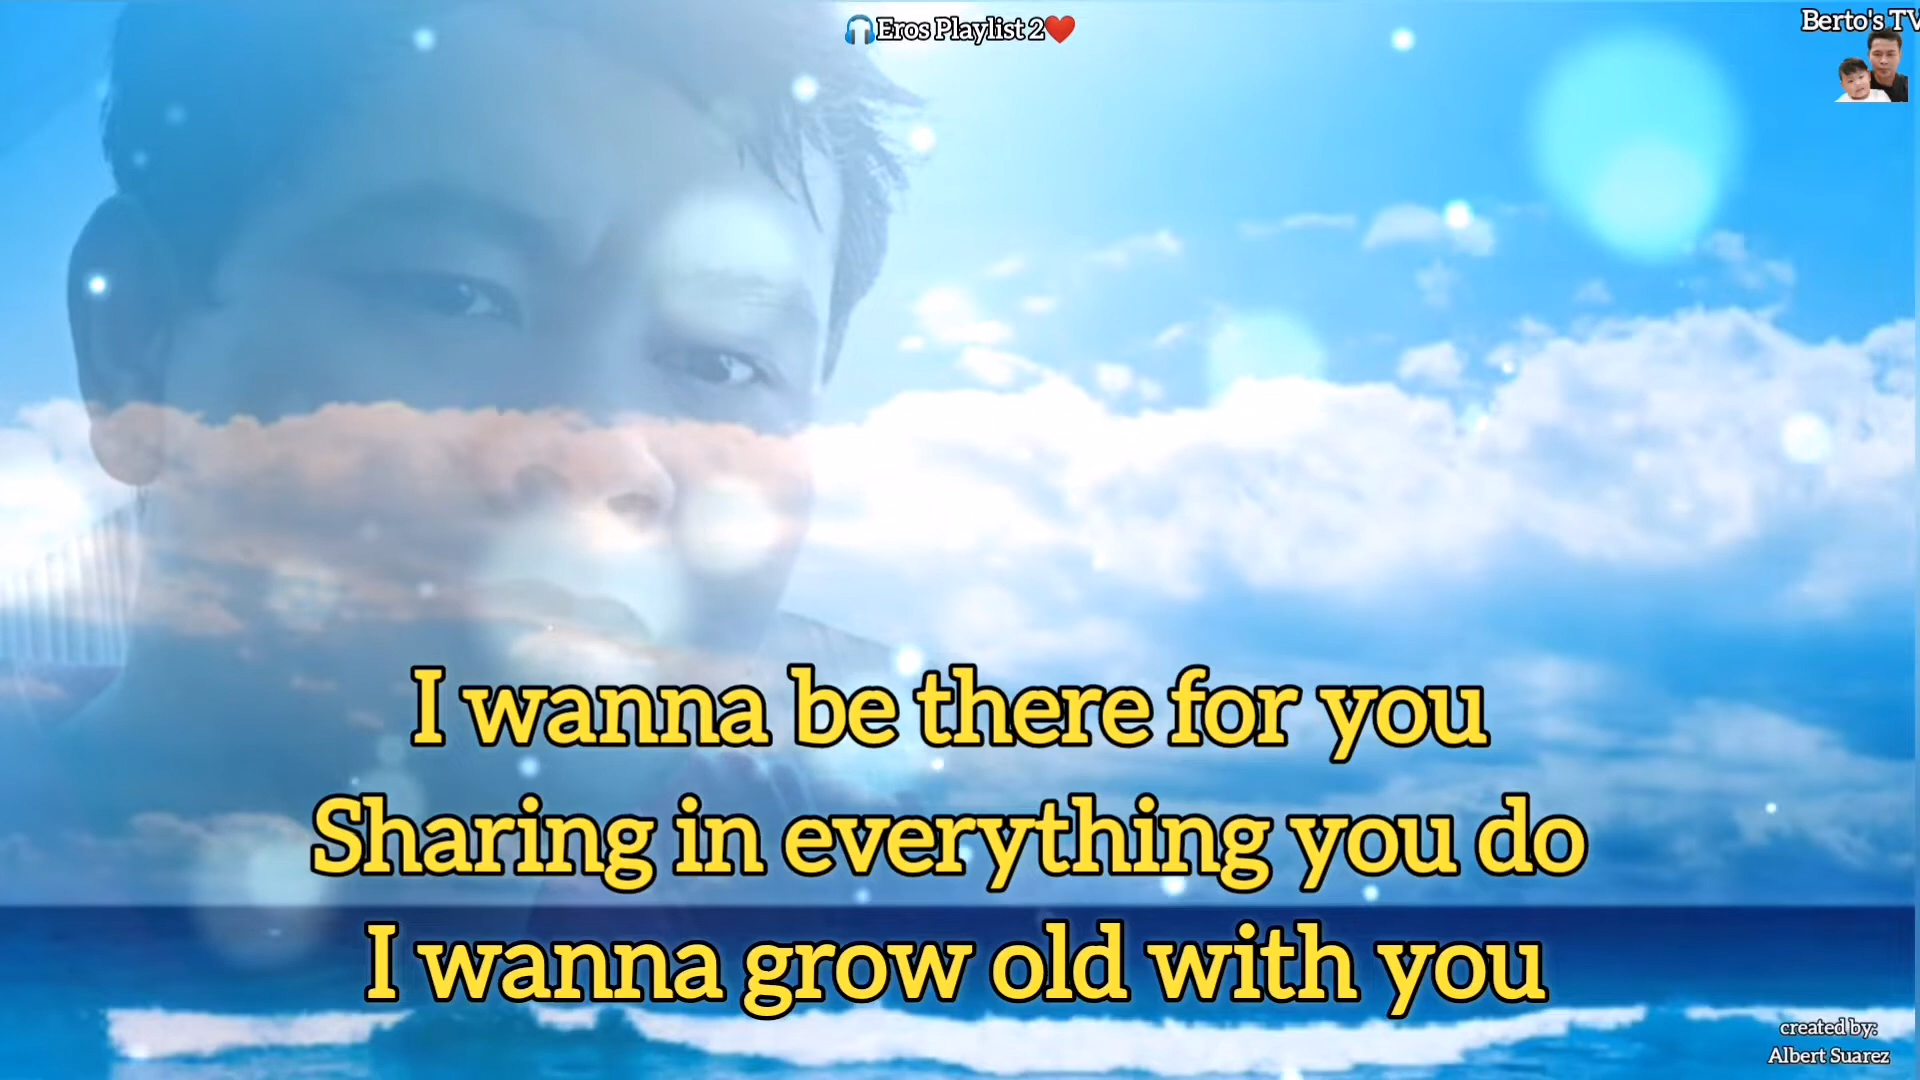 🎧Eros Playlist 2❤️
Berto's TV
I wanna be there for you
Sharing in everything you do
I wanna grow old with you
created by:
Albert Suarez